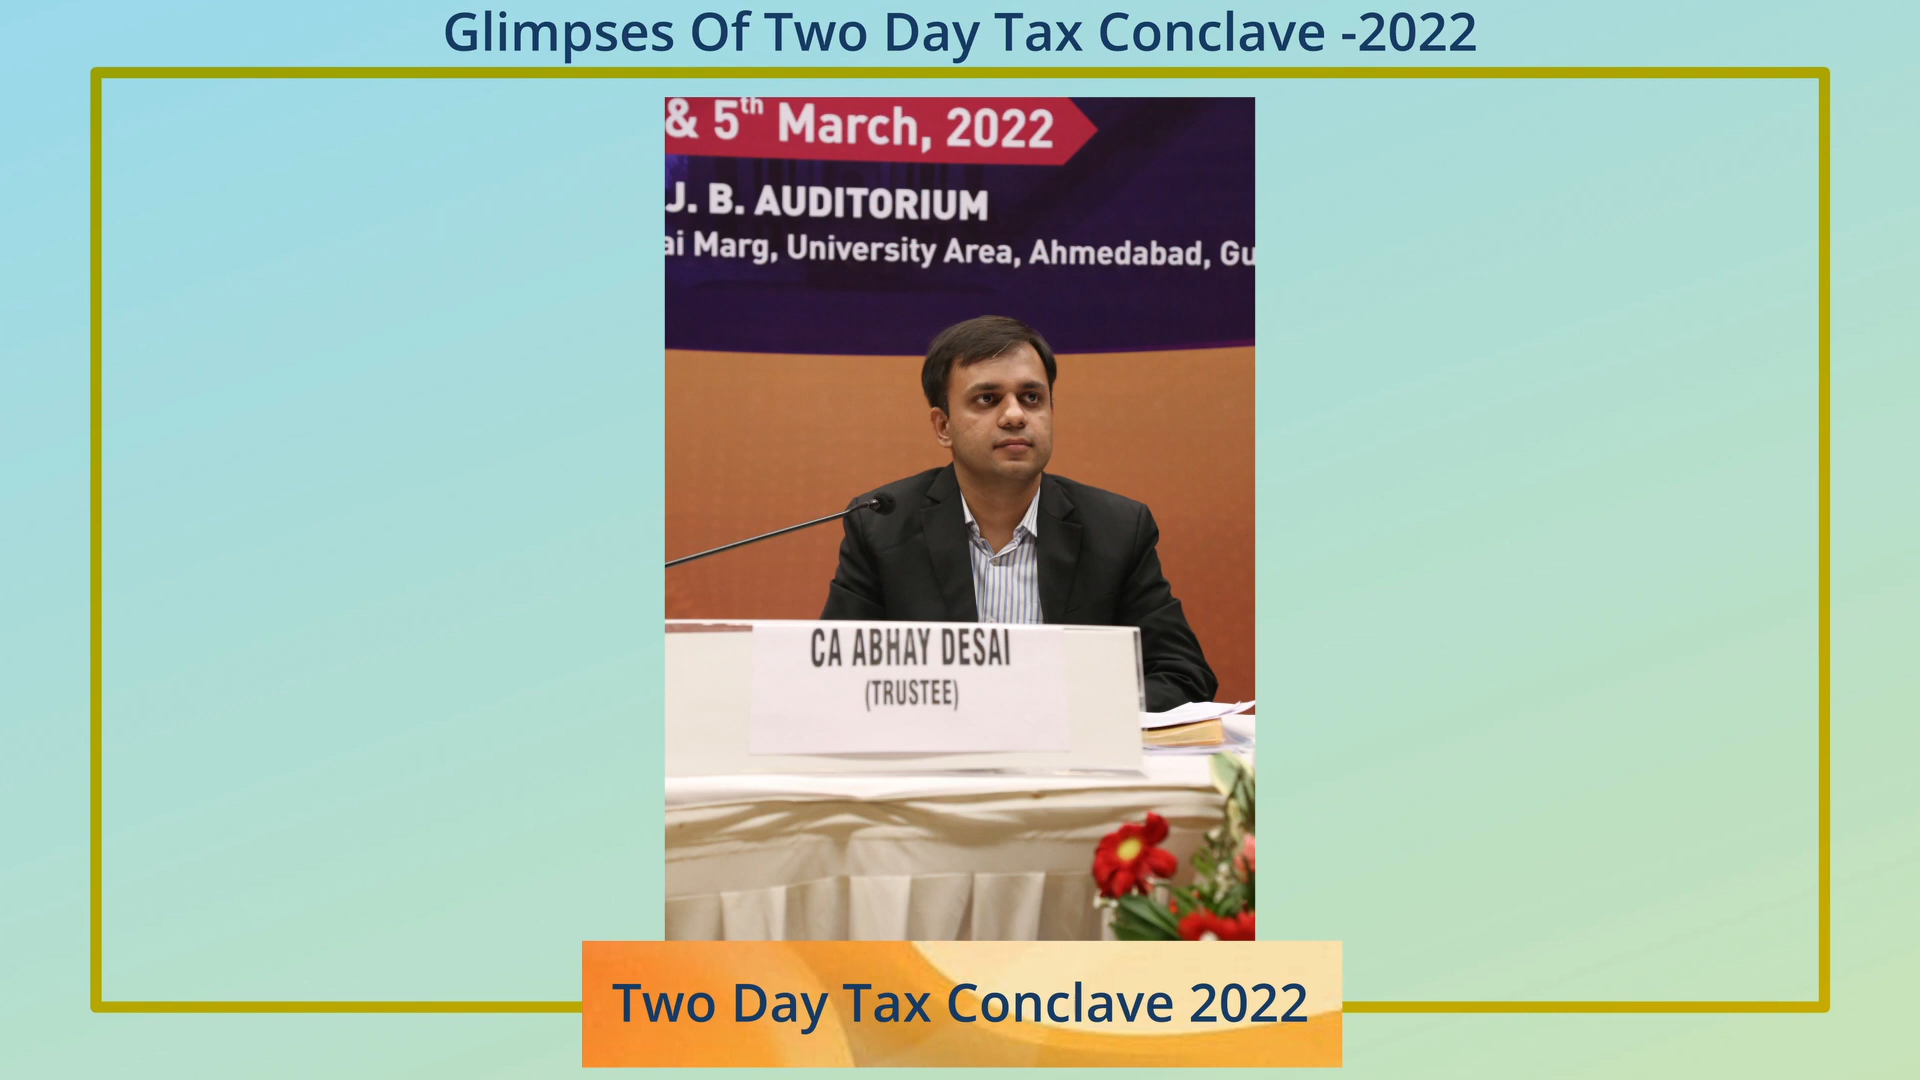 Glimpses Of Two Day Tax Conclave -2022
& 5th March, 2022
J. B. AUDITORIUM
ai Marg, University Area, Ahmedabad, Gu
CA ABHAY DESAI
(TRUSTEE)
Two Day Tax Conclave 2022